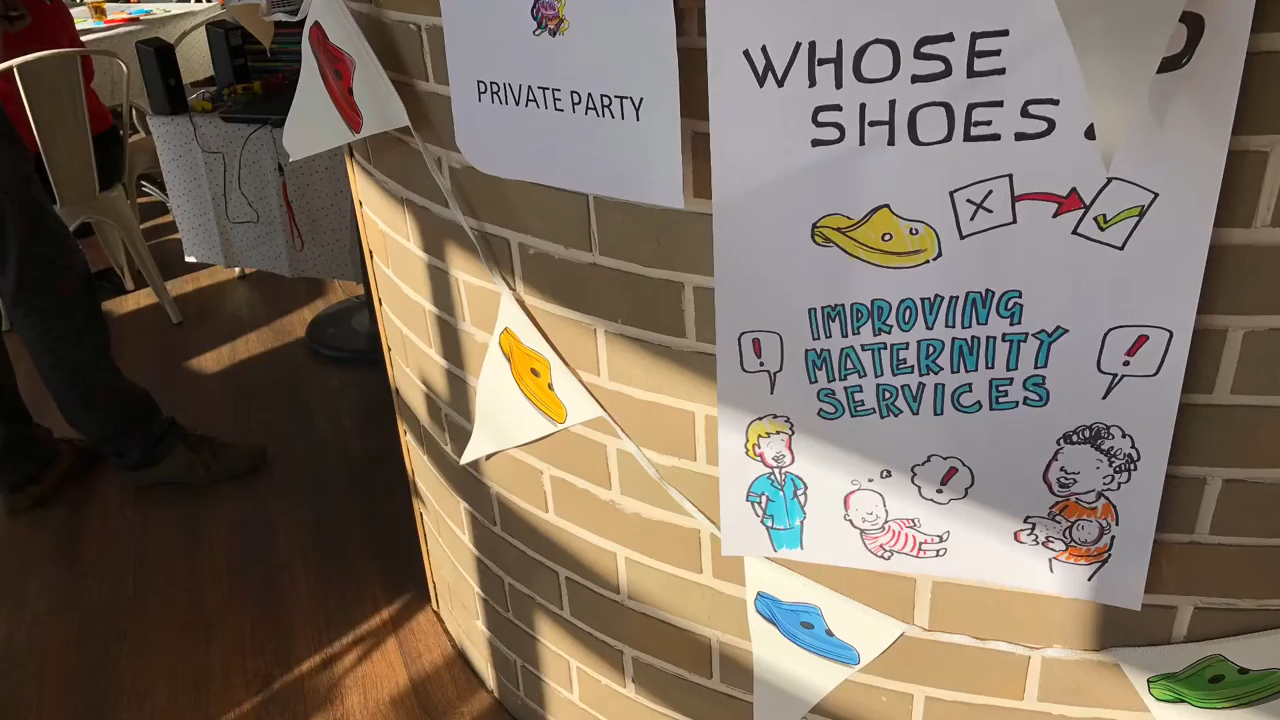 PRIVATE PARTY
WHOSE
SHOES
IMPROVING
MATERNITY
SERVICES
!
!
!